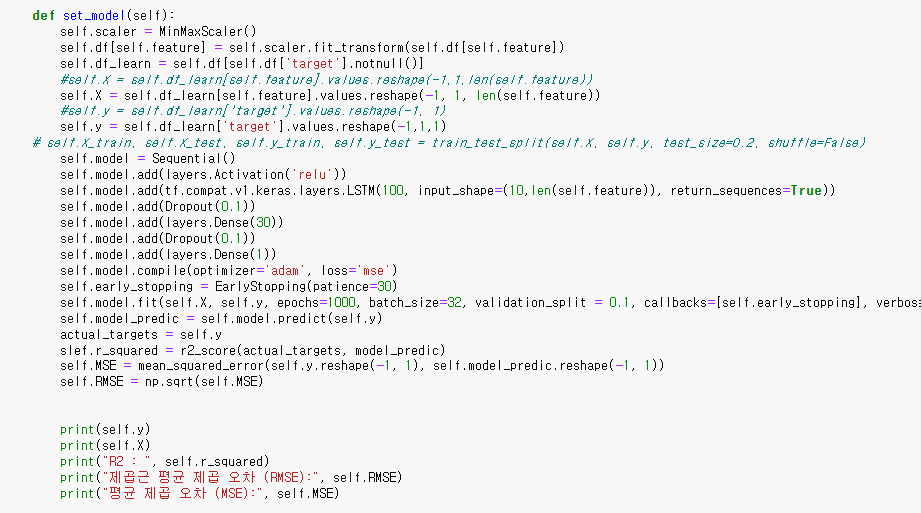 def set_model(self):
self.scaler = MinMaxScaler()
self.df[self.feature] = self.scaler.fit_transform(self.df[self.feature])
self.df_learn = self.df[self.df['target'].notnull()]
#self.X = self.df_learn[self.feature].values.reshape(-1,1,len(self.feature))
self.X = self.df_learn[self.feature].values.reshape(-1, 1, len(self.feature))
#self.y = self.df_learn['target'].values.reshape(-1, 1)
self.y = self.df_learn['target'].values.reshape(-1,1,1)
# self.X_train, self.X_test, self.y_train, self.y_test = train_test_split(self.X, self.y, test_size=0.2, shuffle=False)
self.model = Sequential()
self.model.add(layers.Activation('relu'))
self.model.add(tf.compat.v1.keras.layers.LSTM(100, input_shape=(10,len(self.feature)), return_sequences=True))
self.model.add(Dropout(0.1))
self.model.add(layers.Dense(30))
self.model.add(Dropout(0.1))
self.model.add(layers.Dense(1))
self.model.compile(optimizer='adam', loss='mse')
self.early_stopping = EarlyStopping(patience=30)
self.model.fit(self.X, self.y, epochs=1000, batch_size=32, validation_split = 0.1, callbacks=[self.early_stopping], verbos
self.model_predic = self.model.predict(self.y)
actual_targets = self.y
slef.r_squared = r2_score(actual_targets, model_predic)
self.MSE = mean_squared_error(self.y.reshape(-1, 1), self.model_predic.reshape(-1, 1))
self.RMSE = np.sqrt(self.MSE)
print(self.y)
print(self.X)
print("R2 : ", self.r_squared)
print("제곱근 평균 제곱 오차 (RMSE):", self.RMSE)
print("평균 제곱 오차 (MSE):", self.MSE)